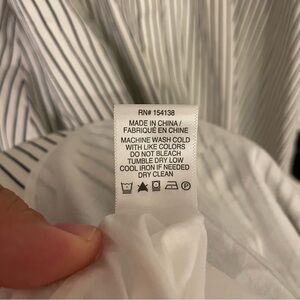 RN# 154138
MADE IN CHINA /
FABRIQUÉ EN CHINE
MACHINE WASH COLD
WITH LIKE COLORS
DO NOT BLEACH
TUMBLE DRY LOW
COOL IRON IF NEEDED
DRY CLEAN
P